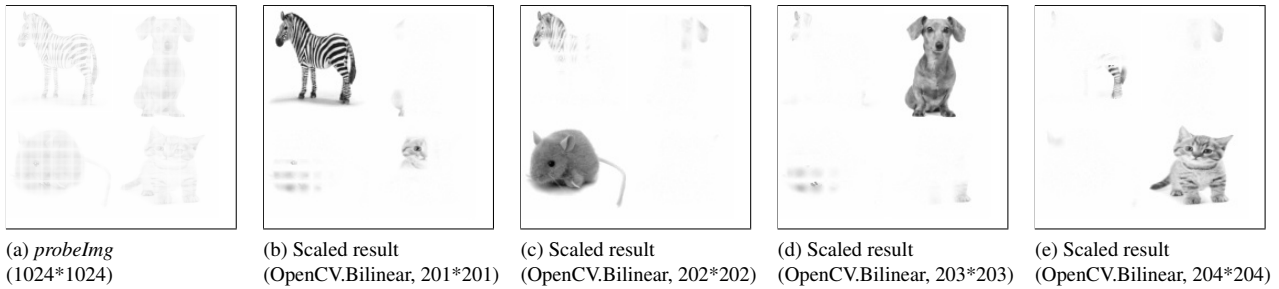 (a) probeImg
(1024*1024)
(b) Scaled result
(OpenCV.Bilinear, 201*201)
(c) Scaled result
(OpenCV.Bilinear, 202*202)
(d) Scaled result
(OpenCV.Bilinear, 203*203)
(e) Scaled result
(OpenCV.Bilinear, 204*204)